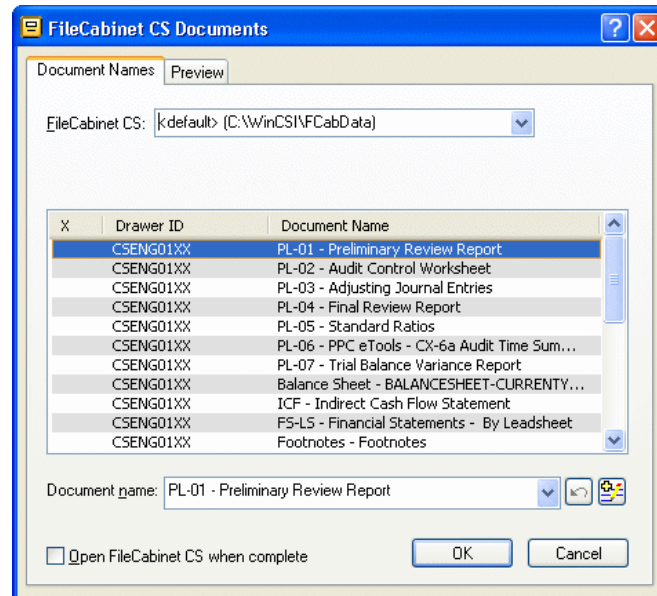 FileCabinet CS Documents
Document Names Preview
FileCabinet CS: <default> (C:\WinCSI\FCabData)
X Drawer ID Document Name
CSENG01XX PL-01 - Preliminary Review Report
CSENG01XX PL-02 - Audit Control Worksheet
CSENG01XX PL-03 - Adjusting Journal Entries
CSENG01XX PL-04 - Final Review Report
CSENG01XX PL-05 - Standard Ratios
CSENG01XX PL-06 - PPC eTools - CX-6a Audit Time Sum...
CSENG01XX PL-07 - Trial Balance Variance Report
CSENG01XX Balance Sheet - BALANCESHEET-CURRENTY...
CSENG01XX ICF - Indirect Cash Flow Statement
CSENG01XX FS-LS - Financial Statements - By Leadsheet
CSENG01XX Footnotes - Footnotes
Document name: PL-01 - Preliminary Review Report
Open FileCabinet CS when complete OK Cancel